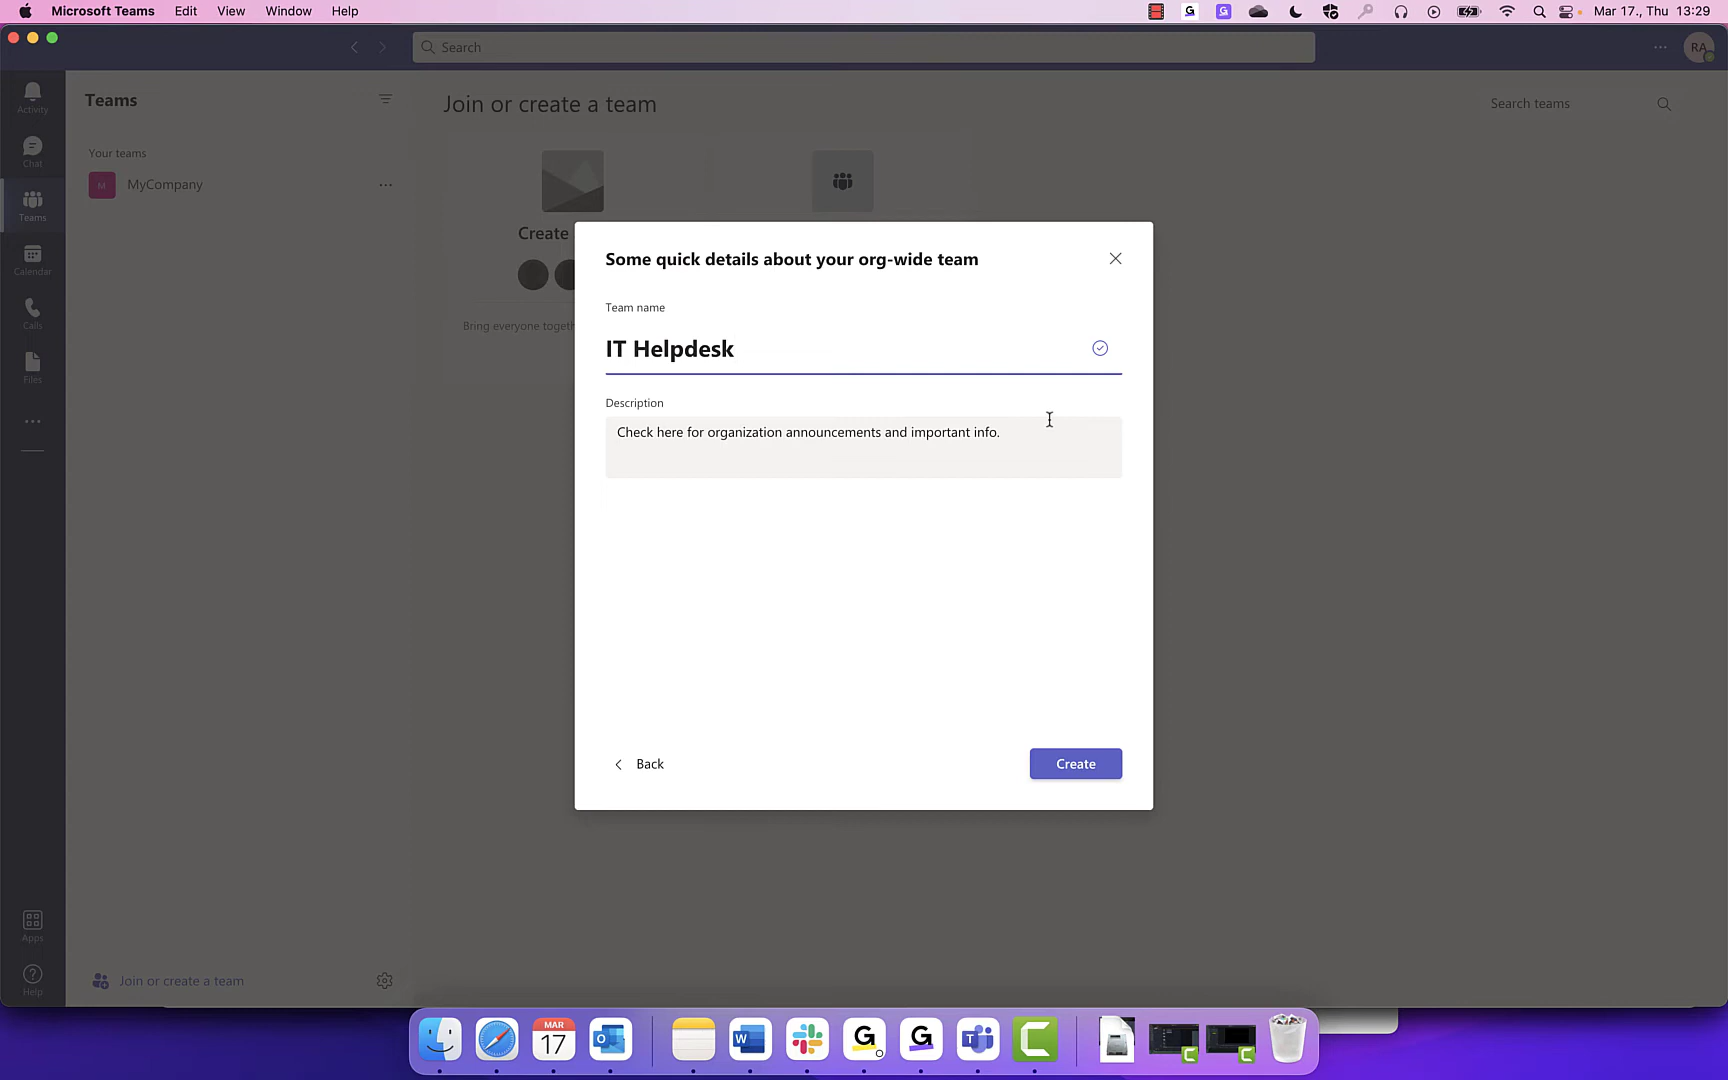 Microsoft Teams Edit View Window Help Mar 17., Thu 13:29
Search
RA
Activity
Chat
Teams
Calendar
Calls
Files
Apps
Help
Teams
Your teams
M MyCompany
Join or create a team
Join or create a team
Search teams
Create
Bring everyone togeth
Some quick details about your org-wide team
Team name
IT Helpdesk
Description
Check here for organization announcements and important info.
Back
Create
MAR
17